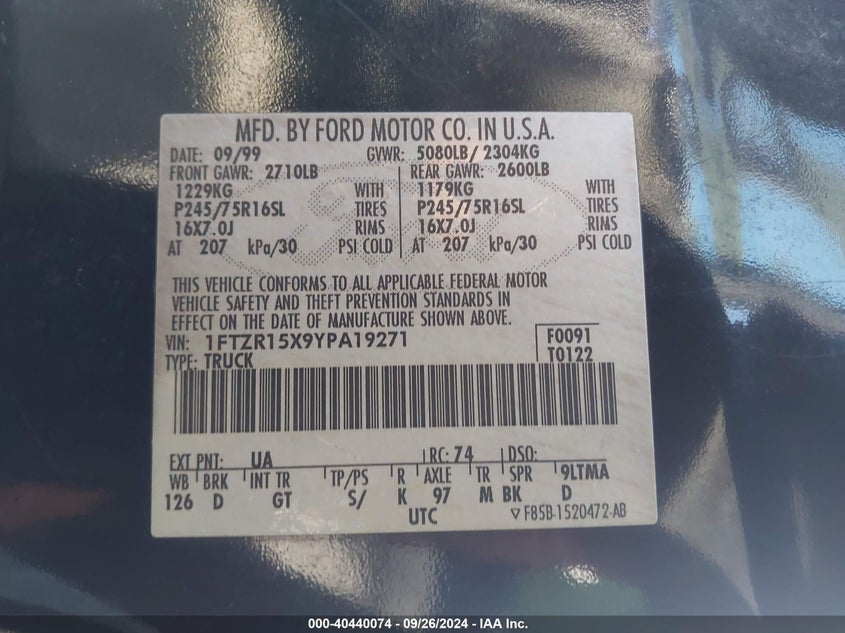 MFD. BY FORD MOTOR CO. IN U.S.A.
DATE: 09/99 GVWR: 5080LB/ 2304KG
FRONT GAWR: 2710LB REAR GAWR: 2600LB
1229KG WITH 1179KG WITH
P245/75R16SL TIRES P245/75R16SL TIRES
16X7.0J RIMS 16X7.0J RIMS
AT 207 kPa/30 PSI COLD AT 207 kPa/30 PSI COLD
THIS VEHICLE CONFORMS TO ALL APPLICABLE FEDERAL MOTOR
VEHICLE SAFETY AND THEFT PREVENTION STANDARDS IN
EFFECT ON THE DATE OF MANUFACTURE SHOWN ABOVE.
VIN: 1FTZR15X9YPA19271 F0091
TYPE: TRUCK T0122
EXT PNT: UA RC: 74 DSO:
WB BRK INT TR TP/PS R AXLE TR SPR 9LTMA
126 D GT S/ K 97 M BK D
UTC ▽F85B-1520472-AB
000-40440074 - 09/26/2024 - IAA Inc.